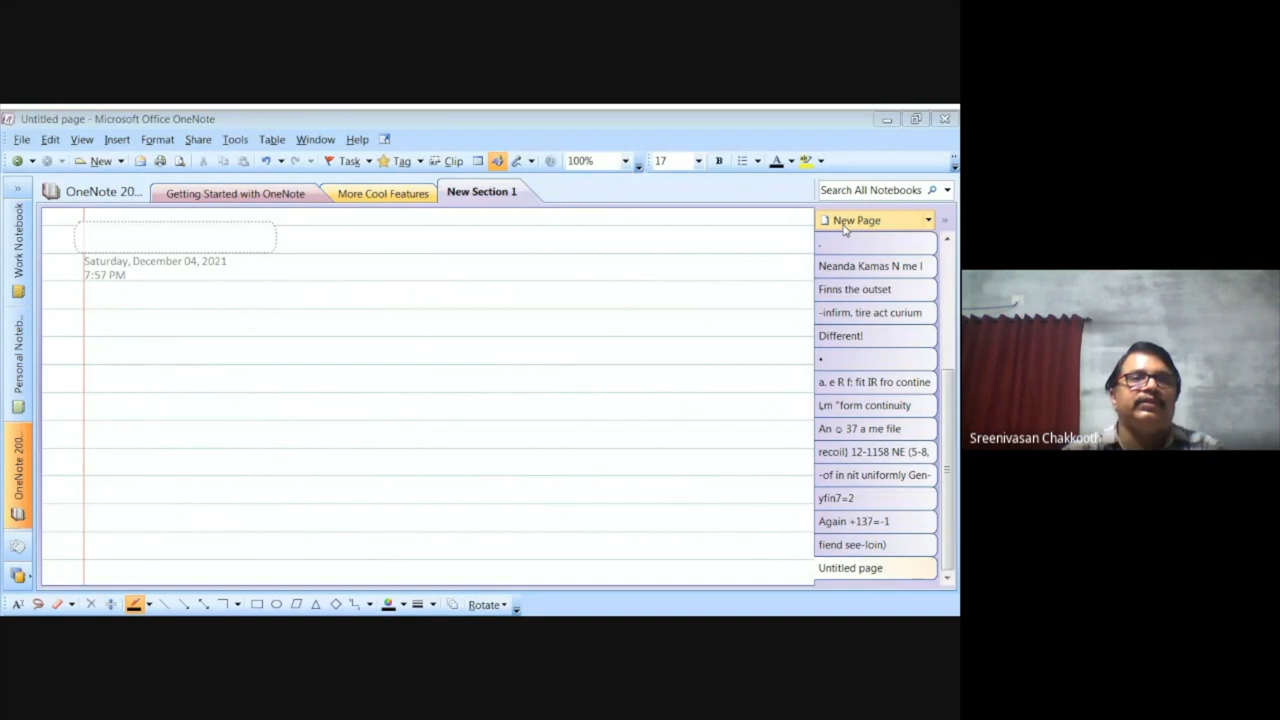 Untitled page - Microsoft Office OneNote
File Edit View Insert Format Share Tools Table Window Help
New Task Tag Clip 100% 17 B A ab
OneNote 20... Getting Started with OneNote More Cool Features New Section 1 Search All Notebooks
New Page
.
Neanda Kamas N me l
Finns the outset
-infirm. tire act curium
Different!
•
a. e R f: fit IR fro contine
"form continuity
An ☺ 37 a me file
recoil} 12-1158 NE (5-8,
-of in nit uniformly Gen-
yfin7=2
Again +137=-1
fiend see-loin)
Untitled page
Saturday, December 04, 2021
7:57 PM
Work Notebook
Personal Noteb...
OneNote 200...
Rotate
Sreenivasan Chakkooth